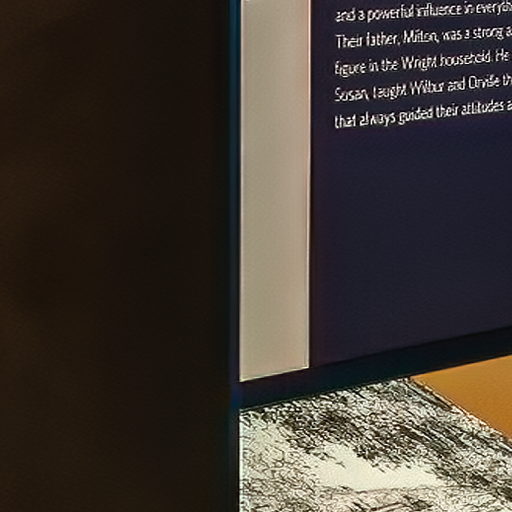 and a powerful influence in everyth
Their father, Milton, was a strong a
figure in the Wright household. He
Susan, taught Wilbur and Orville th
that always guided their attitudes a